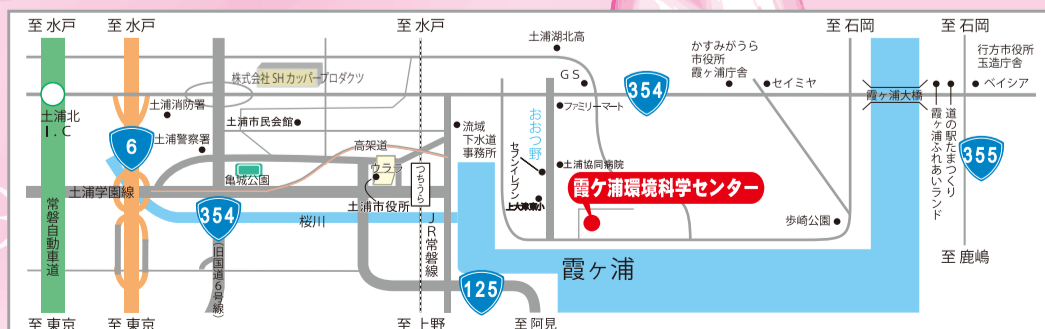 至 水戸
至 水戸
至 水戸
至 石岡
至 石岡
土浦湖北高
かすみがうら
市役所
霞ヶ浦庁舎
行方市役所
玉造庁舎
ベイシア
株式会社 SHカッパープロダクツ
GS
354
セイミヤ
霞ヶ浦大橋
土浦北
I.C
土浦消防署
土浦市民会館
ファミリーマート
おおつ野
流域
下水道
事務所
道の駅たまつくり
霞ヶ浦ふれあいランド
6
土浦警察署
高架道
セブンイレブン
土浦協同病院
355
亀城公園
ウララ
つちうら
霞ケ浦環境科学センター
土浦学園線
土浦市役所
上大津東小
常磐自動車道
354
桜川
JR常磐線
歩崎公園
(旧国道6号線)
霞ヶ浦
至 鹿嶋
125
至 東京
至 東京
至 上野
至 阿見